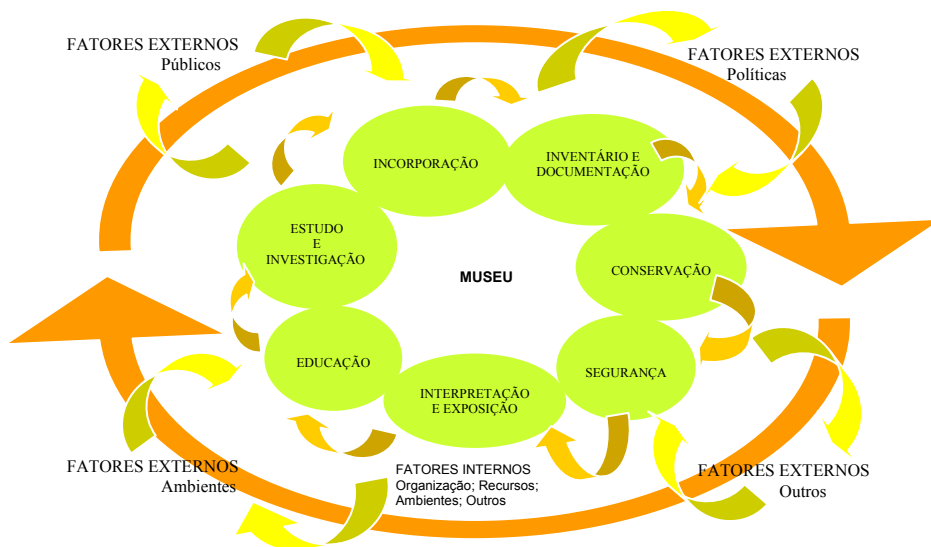 FATORES EXTERNOS
Públicos
FATORES EXTERNOS
Políticas
INCORPORAÇÃO
INVENTÁRIO E
DOCUMENTAÇÃO
ESTUDO
E
INVESTIGAÇÃO
MUSEU
CONSERVAÇÃO
EDUCAÇÃO
SEGURANÇA
INTERPRETAÇÃO
E EXPOSIÇÃO
FATORES EXTERNOS
Ambientes
FATORES INTERNOS
Organização; Recursos;
Ambientes; Outros
FATORES EXTERNOS
Outros